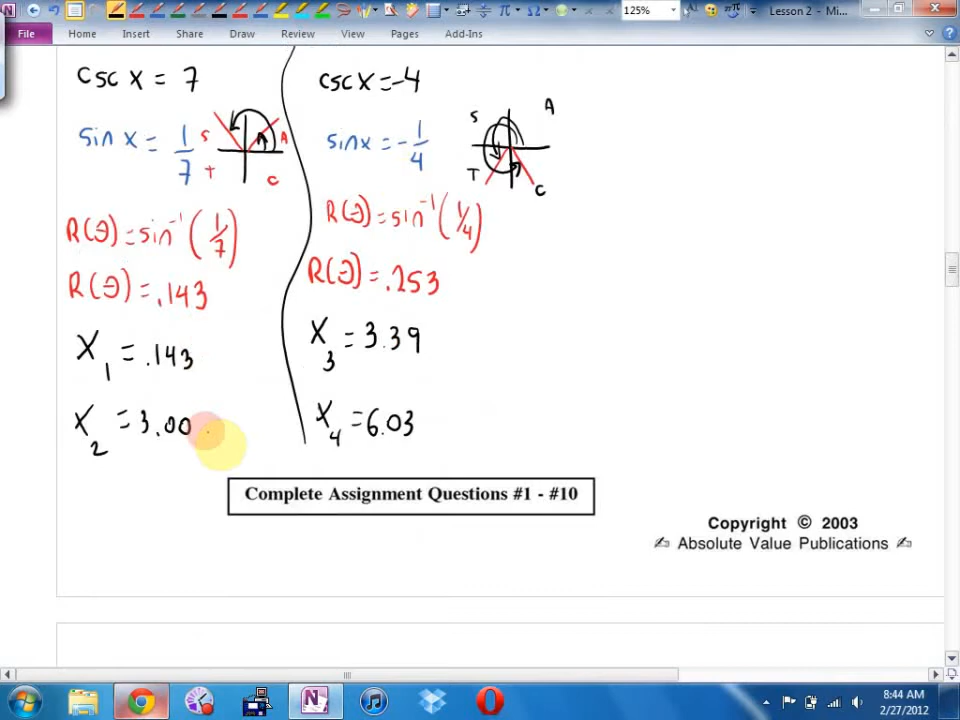 125%
Lesson 2 - Mi...
File Home Insert Share Draw Review View Pages Add-Ins
csc x = 7
sin x = 1/7
S A
T C
R(Ɵ) = sin⁻¹(1/7)
R(Ɵ) = .143
X₁ = .143
X₂ = 3.00
csc x = -4
sin x = -1/4
S A
T C
R(Ɵ) = sin⁻¹(1/4)
R(Ɵ) = .253
X₃ = 3.39
X₄ = 6.03
Complete Assignment Questions #1 - #10
Copyright © 2003
✍ Absolute Value Publications ✍
8:44 AM
2/27/2012